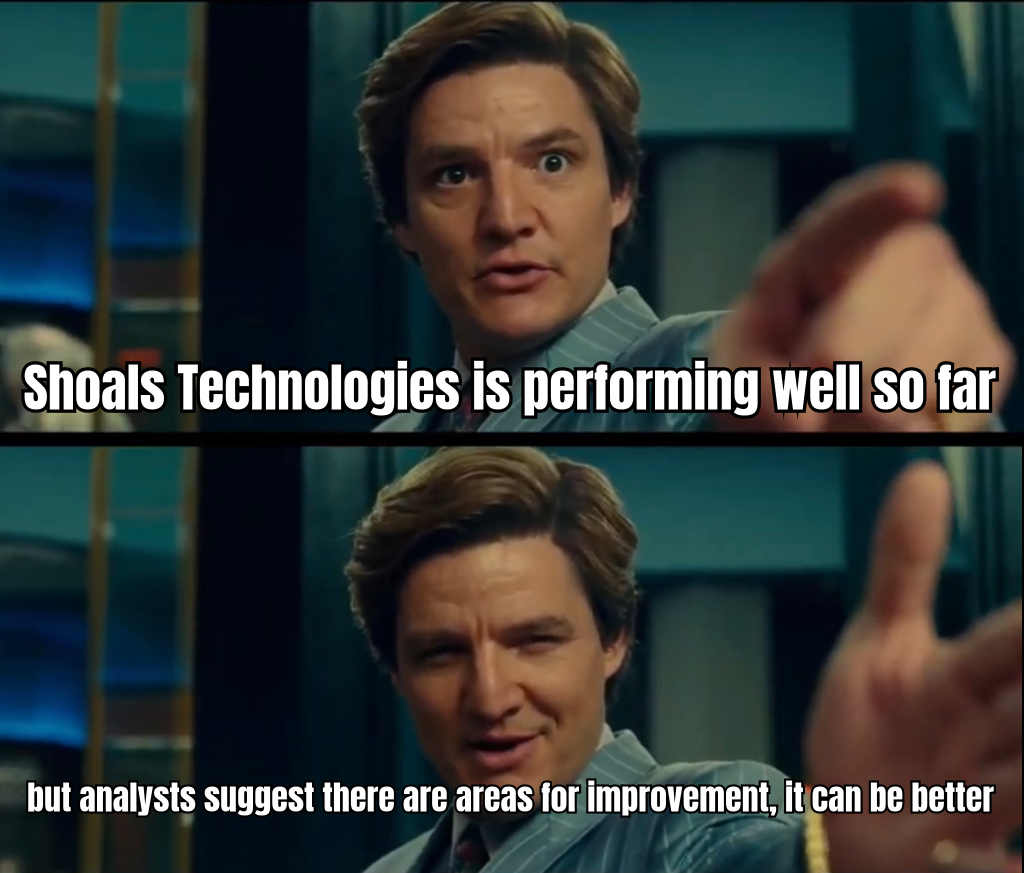 Shoals Technologies is performing well so far
but analysts suggest there are areas for improvement, it can be better